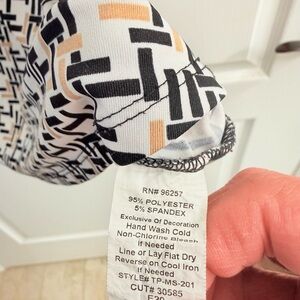 RN# 96257
95% POLYESTER
5% SPANDEX
Exclusive Of Decoration
Hand Wash Cold
Non-Chlorine Bleach
If Needed
Line or Lay Flat Dry
Reverse on Cool Iron
If Needed
STYLE# TP-MS-201
CUT# 30585